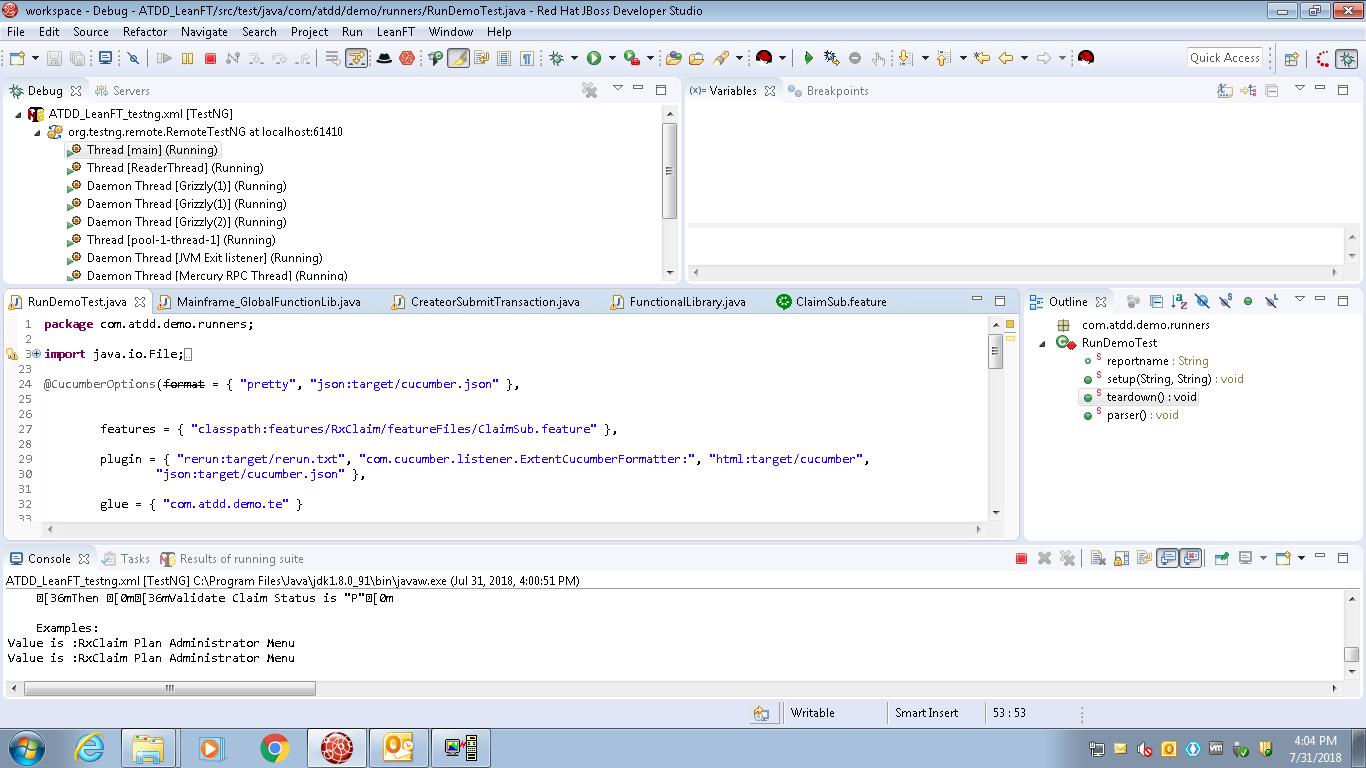 workspace - Debug - ATDD_LeanFT/src/test/java/com/atdd/demo/runners/RunDemoTest.java - Red Hat JBoss Developer Studio
File Edit Source Refactor Navigate Search Project Run LeanFT Window Help
Quick Access
Debug Servers
ATDD_LeanFT_testng.xml [TestNG]
org.testng.remote.RemoteTestNG at localhost:61410
Thread [main] (Running)
Thread [ReaderThread] (Running)
Daemon Thread [Grizzly(1)] (Running)
Daemon Thread [Grizzly(1)] (Running)
Daemon Thread [Grizzly(2)] (Running)
Thread [pool-1-thread-1] (Running)
Daemon Thread [JVM Exit listener] (Running)
Daemon Thread [Mercury RPC Thread] (Running)
(x)= Variables Breakpoints
RunDemoTest.java Mainframe_GlobalFunctionLib.java CreateorSubmitTransaction.java FunctionalLibrary.java ClaimSub.feature
1 package com.atdd.demo.runners;
2
3 import java.io.File;
23
24 @CucumberOptions(format = { "pretty", "json:target/cucumber.json" },
25
26
27 features = { "classpath:features/RxClaim/featureFiles/ClaimSub.feature" },
28
29 plugin = { "rerun:target/rerun.txt", "com.cucumber.listener.ExtentCucumberFormatter:", "html:target/cucumber",
30 "json:target/cucumber.json" },
31
32 glue = { "com.atdd.demo.te" }
33
Outline
com.atdd.demo.runners
RunDemoTest
reportname : String
setup(String, String) : void
teardown() : void
parser() : void
Console Tasks Results of running suite
ATDD_LeanFT_testng.xml [TestNG] C:\Program Files\Java\jdk1.8.0_91\bin\javaw.exe (Jul 31, 2018, 4:00:51 PM)
[36mThen [0m[36mValidate Claim Status is "P"[0m
Examples:
Value is :RxClaim Plan Administrator Menu
Value is :RxClaim Plan Administrator Menu
Writable Smart Insert 53 : 53
4:04 PM
7/31/2018